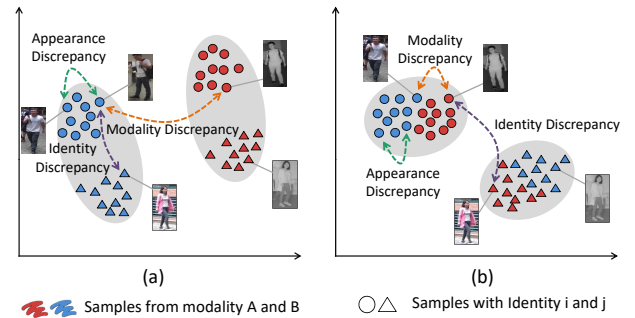 Appearance
Discrepancy
Modality Discrepancy
Identity
Discrepancy
(a)
Modality
Discrepancy
Identity Discrepancy
Appearance
Discrepancy
(b)
Samples from modality A and B
Samples with Identity i and j